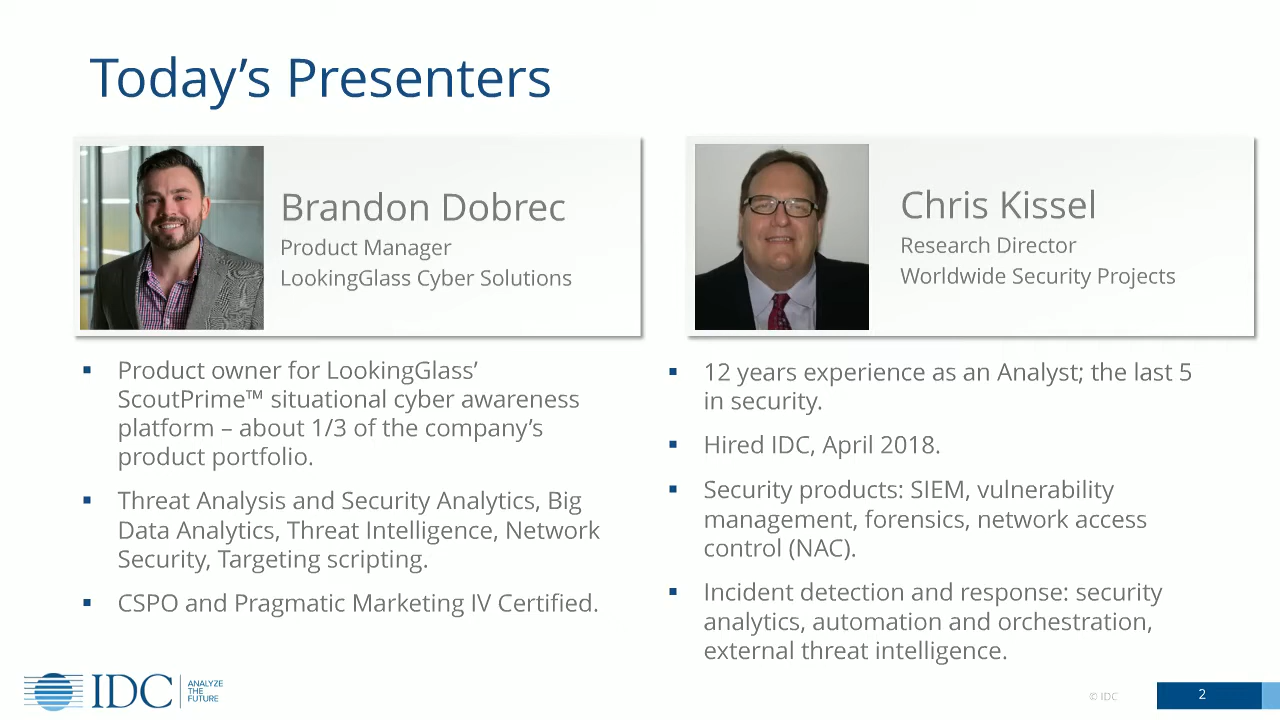 Today’s Presenters
Brandon Dobrec
Product Manager
LookingGlass Cyber Solutions
Product owner for LookingGlass’
ScoutPrime™ situational cyber awareness
platform – about 1/3 of the company’s
product portfolio.
Threat Analysis and Security Analytics, Big
Data Analytics, Threat Intelligence, Network
Security, Targeting scripting.
CSPO and Pragmatic Marketing IV Certified.
Chris Kissel
Research Director
Worldwide Security Projects
12 years experience as an Analyst; the last 5
in security.
Hired IDC, April 2018.
Security products: SIEM, vulnerability
management, forensics, network access
control (NAC).
Incident detection and response: security
analytics, automation and orchestration,
external threat intelligence.
IDC
ANALYZE
THE
FUTURE
© IDC
2